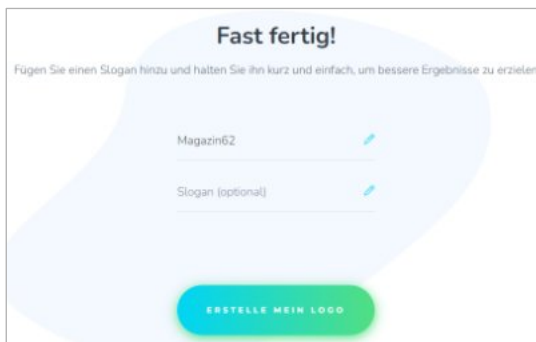 Fast fertig!
Fügen Sie einen Slogan hinzu und halten Sie ihn kurz und einfach, um bessere Ergebnisse zu erzielen
Magazin62
Slogan (optional)
ERSTELLE MEIN LOGO